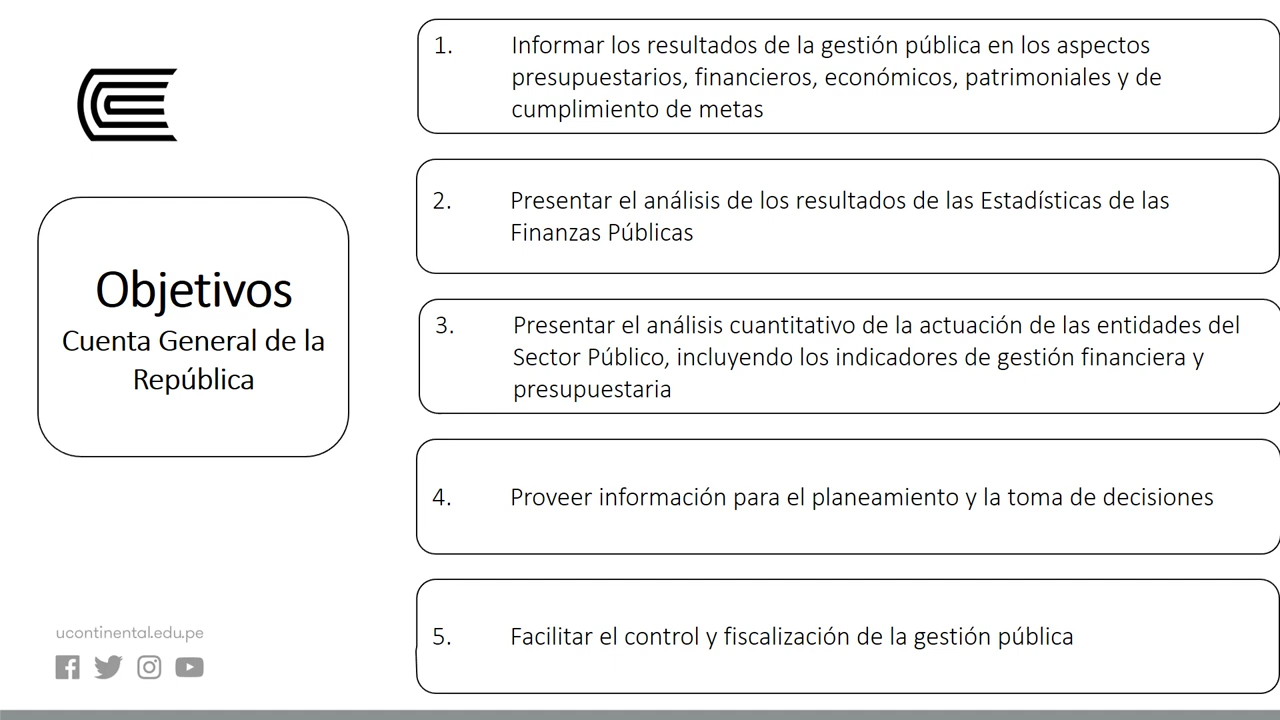 Objetivos
Cuenta General de la
República
1. Informar los resultados de la gestión pública en los aspectos
presupuestarios, financieros, económicos, patrimoniales y de
cumplimiento de metas
2. Presentar el análisis de los resultados de las Estadísticas de las
Finanzas Públicas
3. Presentar el análisis cuantitativo de la actuación de las entidades del
Sector Público, incluyendo los indicadores de gestión financiera y
presupuestaria
4. Proveer información para el planeamiento y la toma de decisiones
5. Facilitar el control y fiscalización de la gestión pública
ucontinental.edu.pe